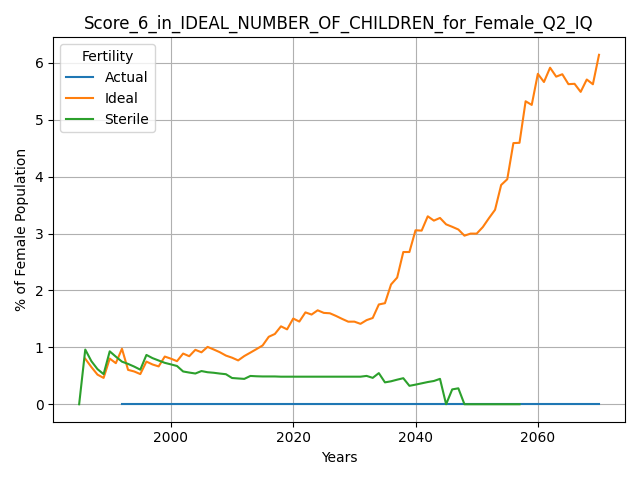 Score_6_in_IDEAL_NUMBER_OF_CHILDREN_for_Female_Q2_IQ
Fertility
Actual
Ideal
Sterile
% of Female Population
6
5
4
3
2
1
0
2000
2020
2040
2060
Years